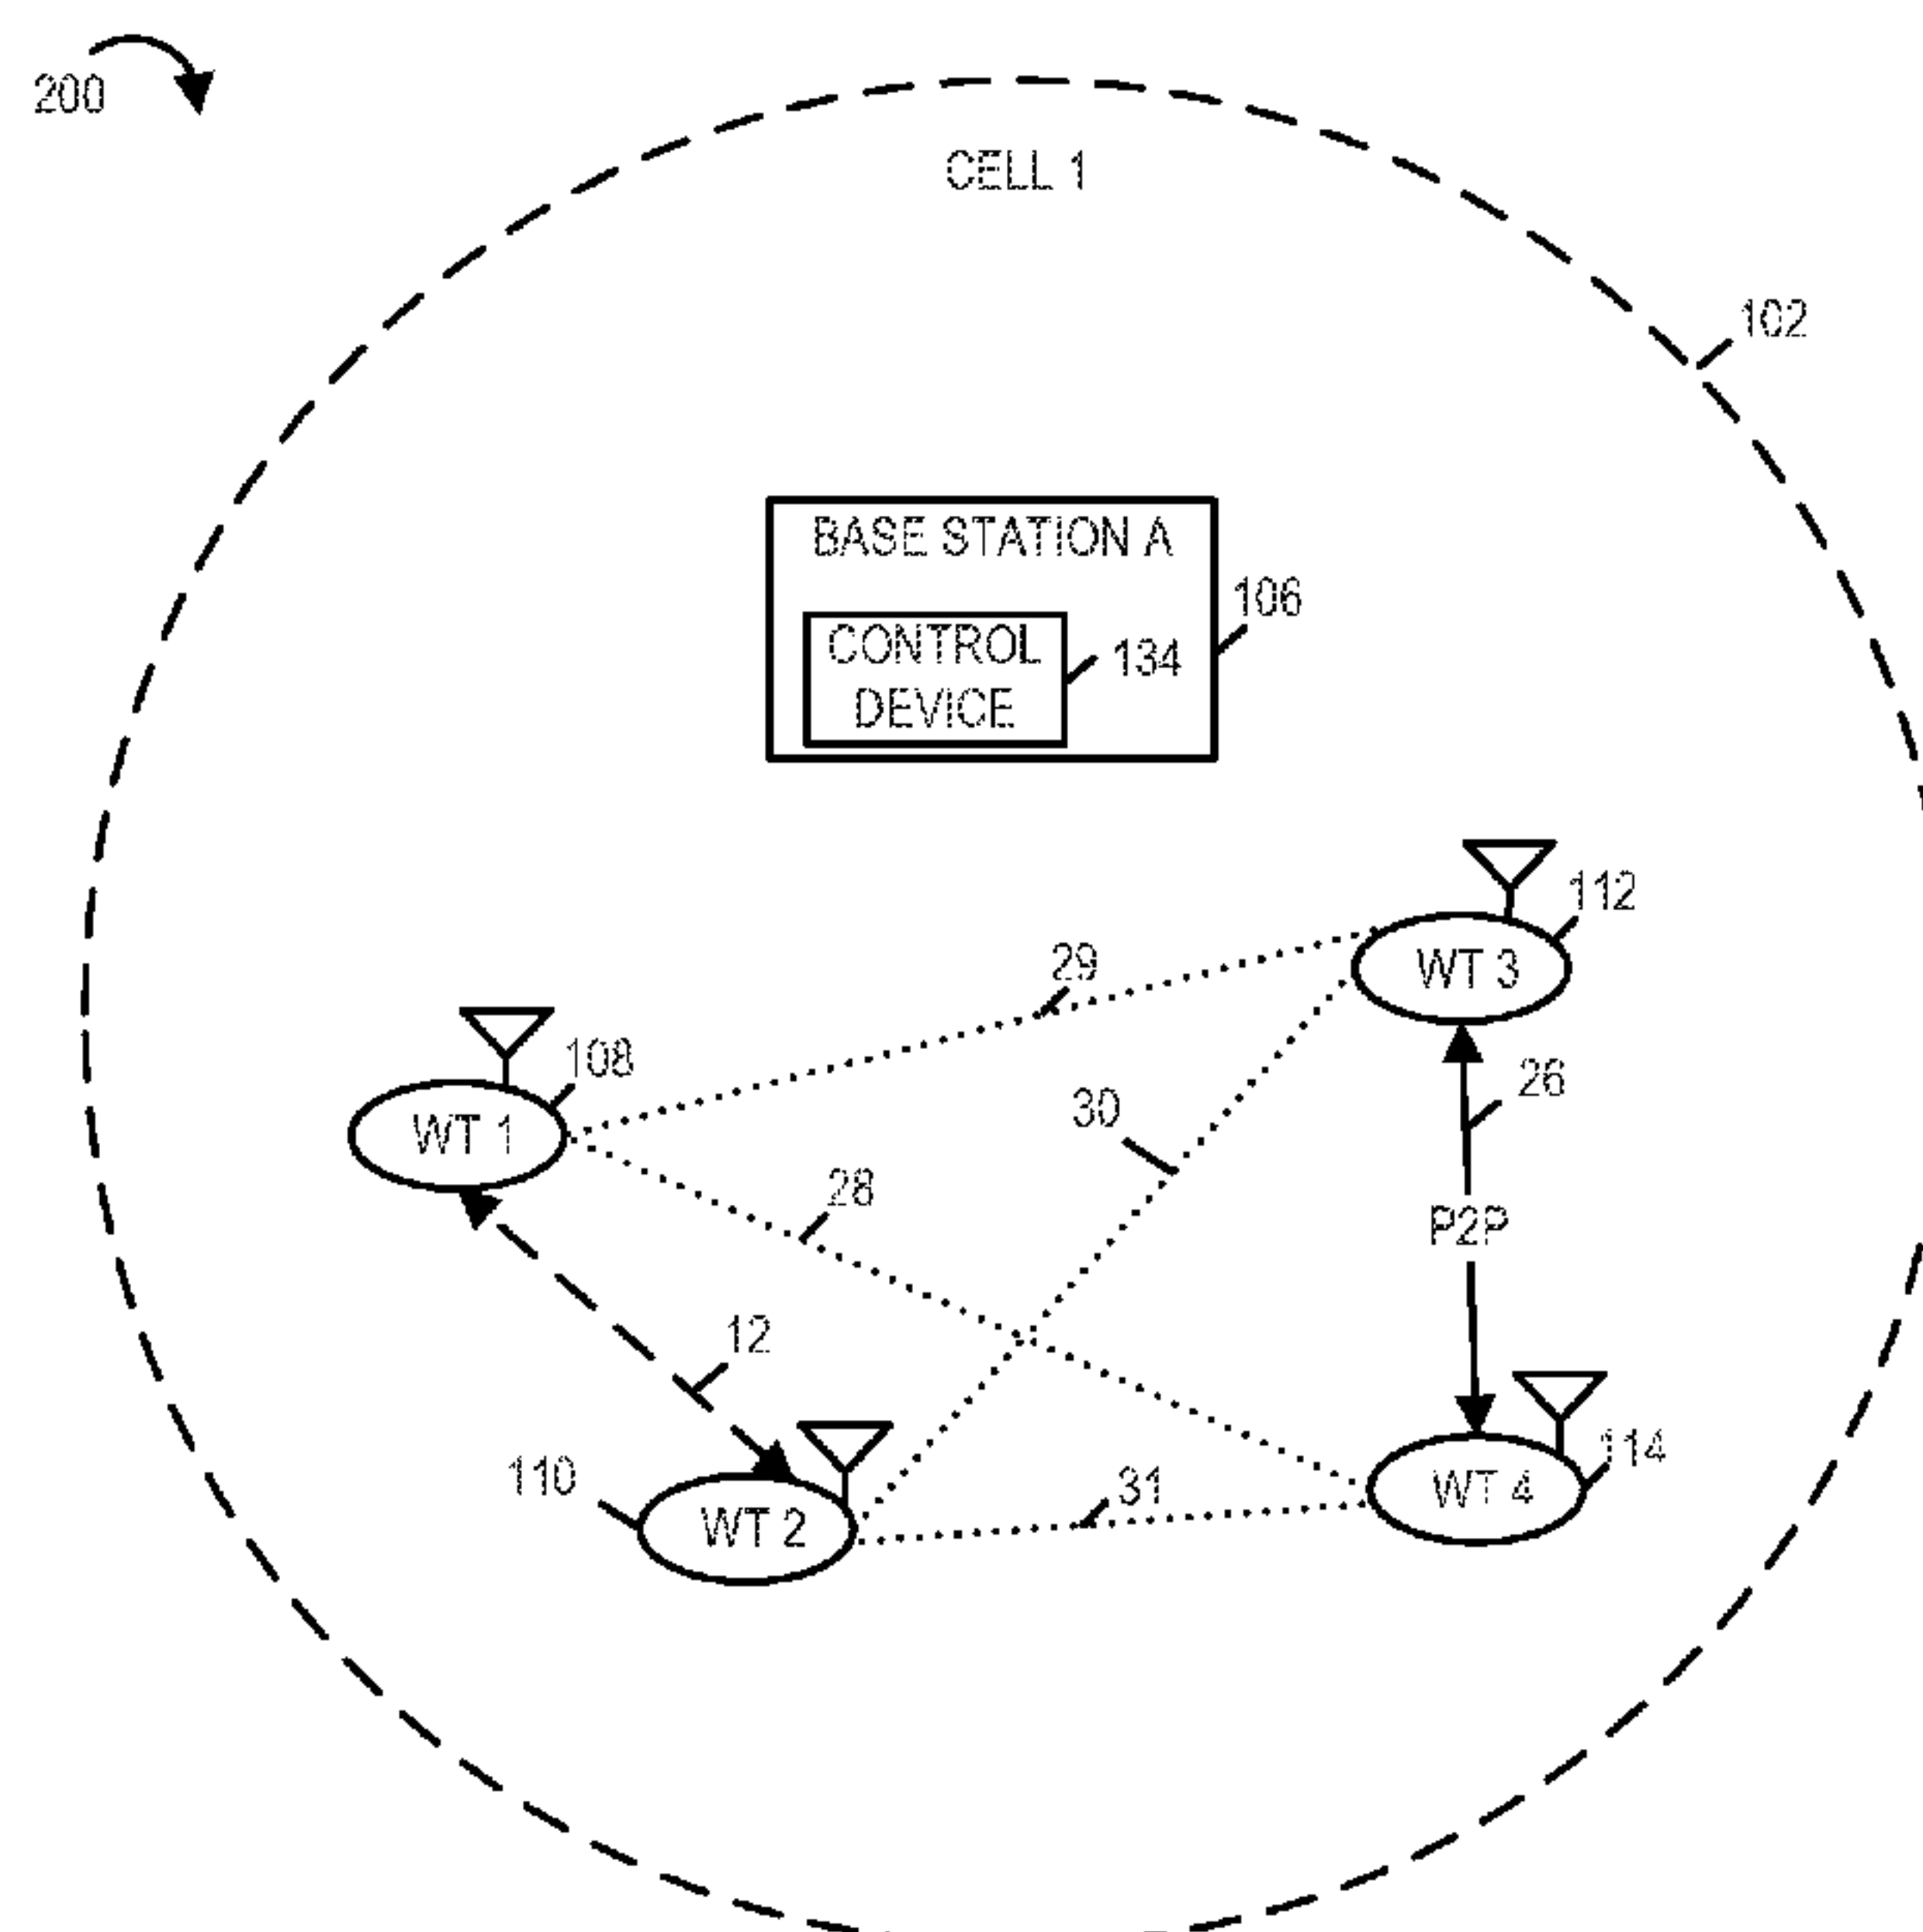 200
CELL 1
102
BASE STATION A
106
CONTROL
134
DEVICE
112
29
WT 3
108
26
WT 1
30
28
P2P
12
110
31
114
WT 4
WT 2